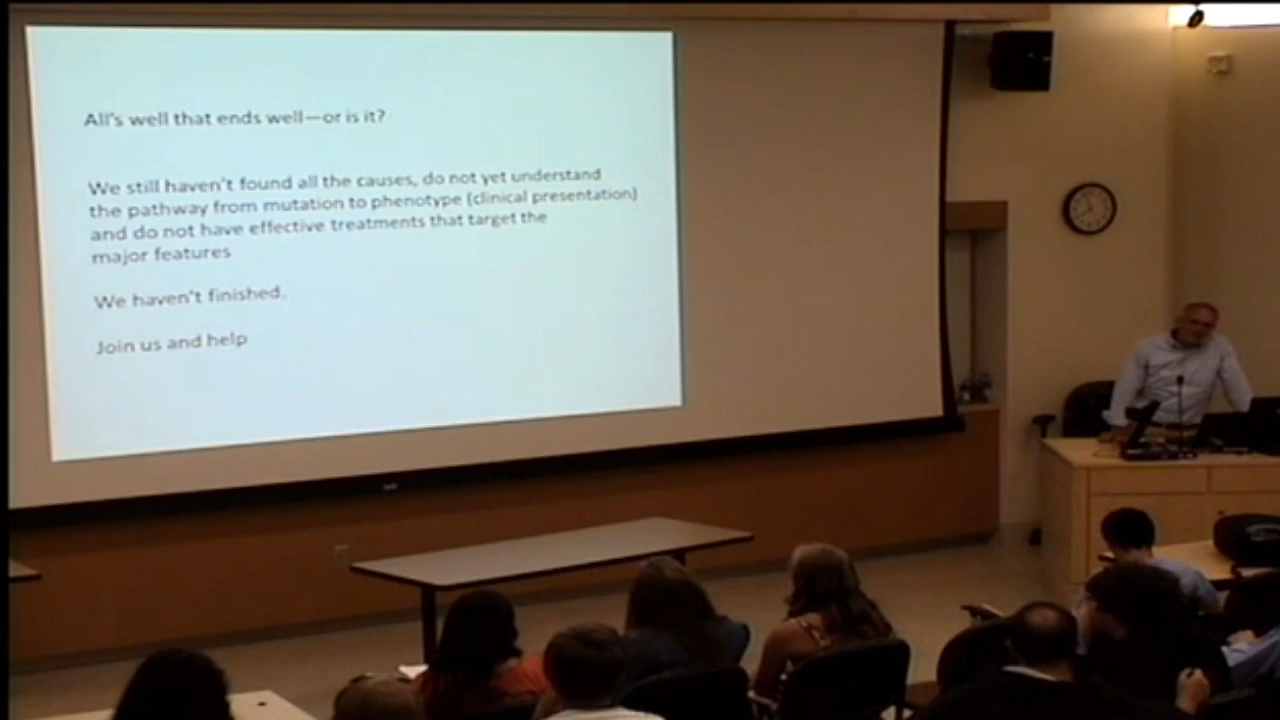 All's well that ends well—or is it?
We still haven't found all the causes, do not yet understand
the pathway from mutation to phenotype (clinical presentation)
and do not have effective treatments that target the
major features
We haven't finished.
Join us and help